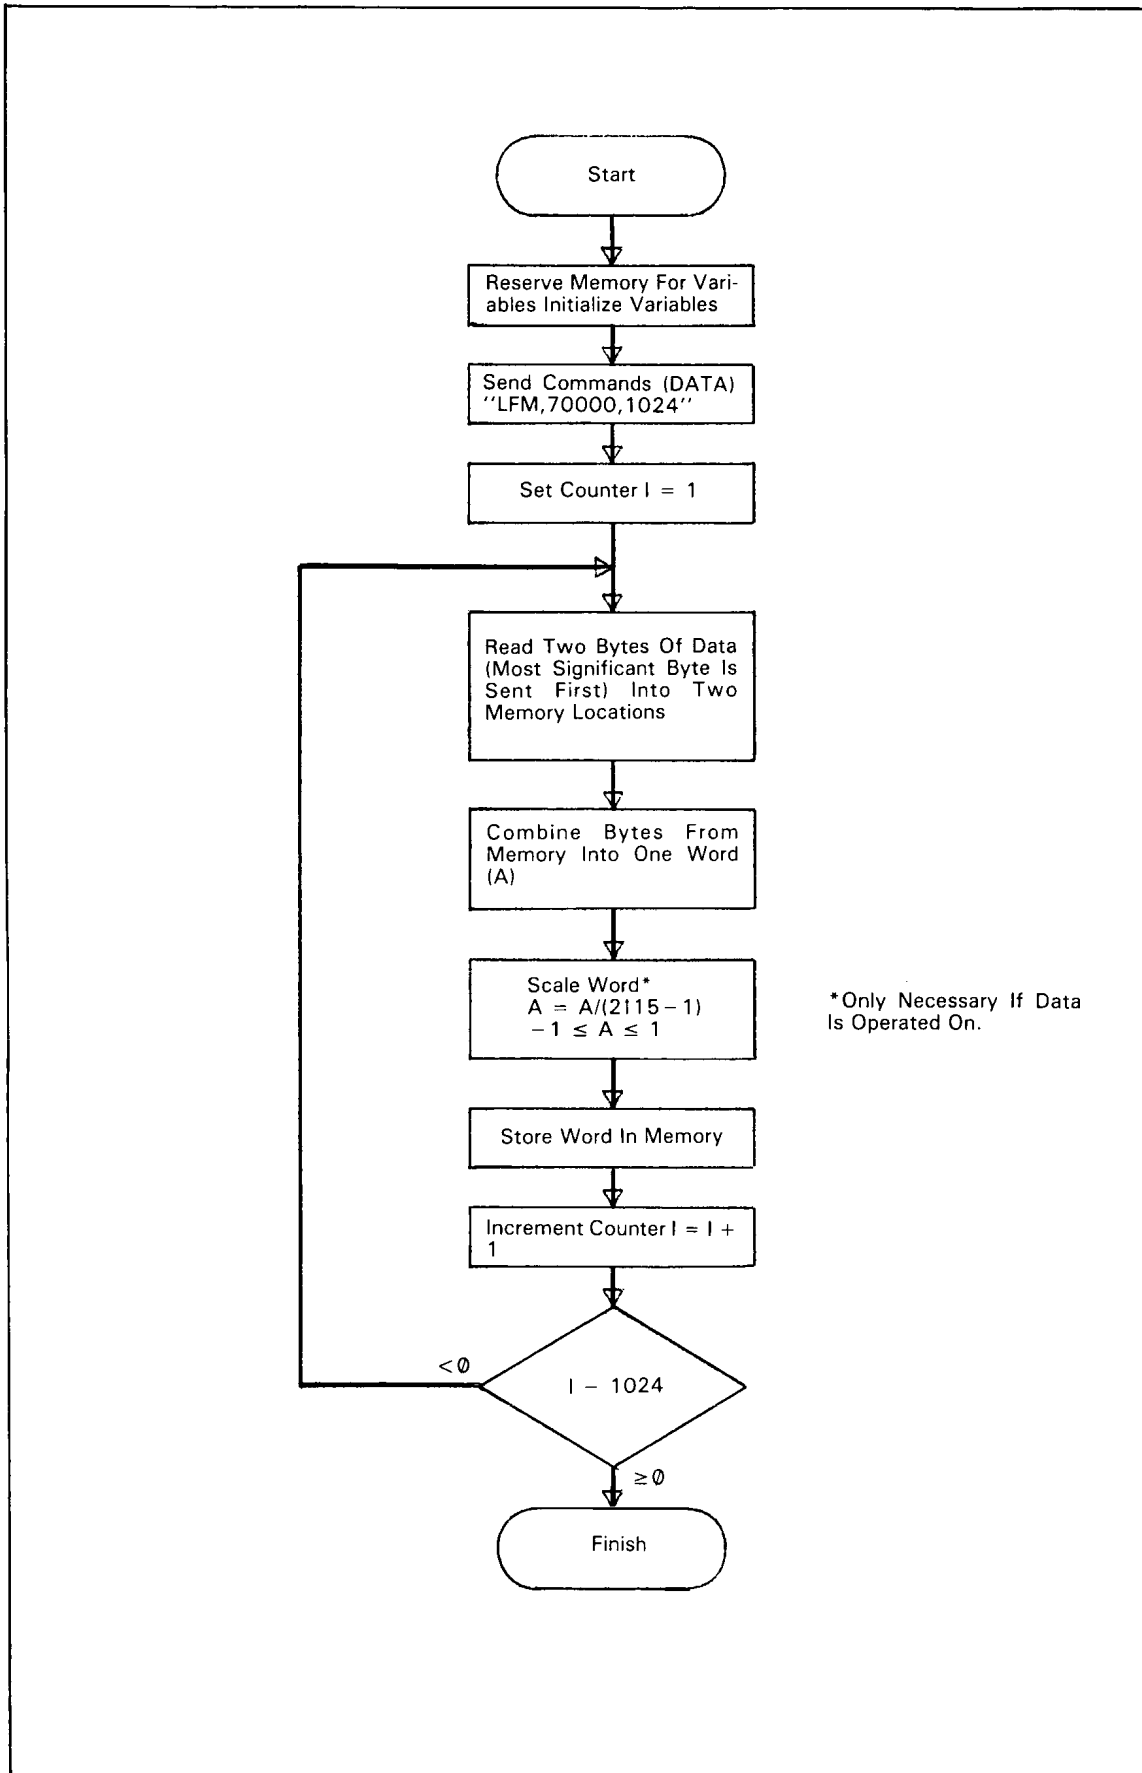 Start
Reserve Memory For Vari-
ables Initialize Variables
Send Commands (DATA)
"LFM,70000,1024"
Set Counter I = 1
Read Two Bytes Of Data
(Most Significant Byte Is
Sent First) Into Two
Memory Locations
Combine Bytes From
Memory Into One Word
(A)
Scale Word*
A = A/(2I15-1)
-1 ≤ A ≤ 1
*Only Necessary If Data
Is Operated On.
Store Word In Memory
Increment Counter I = I +
1
<Ø
I - 1024
≥Ø
Finish